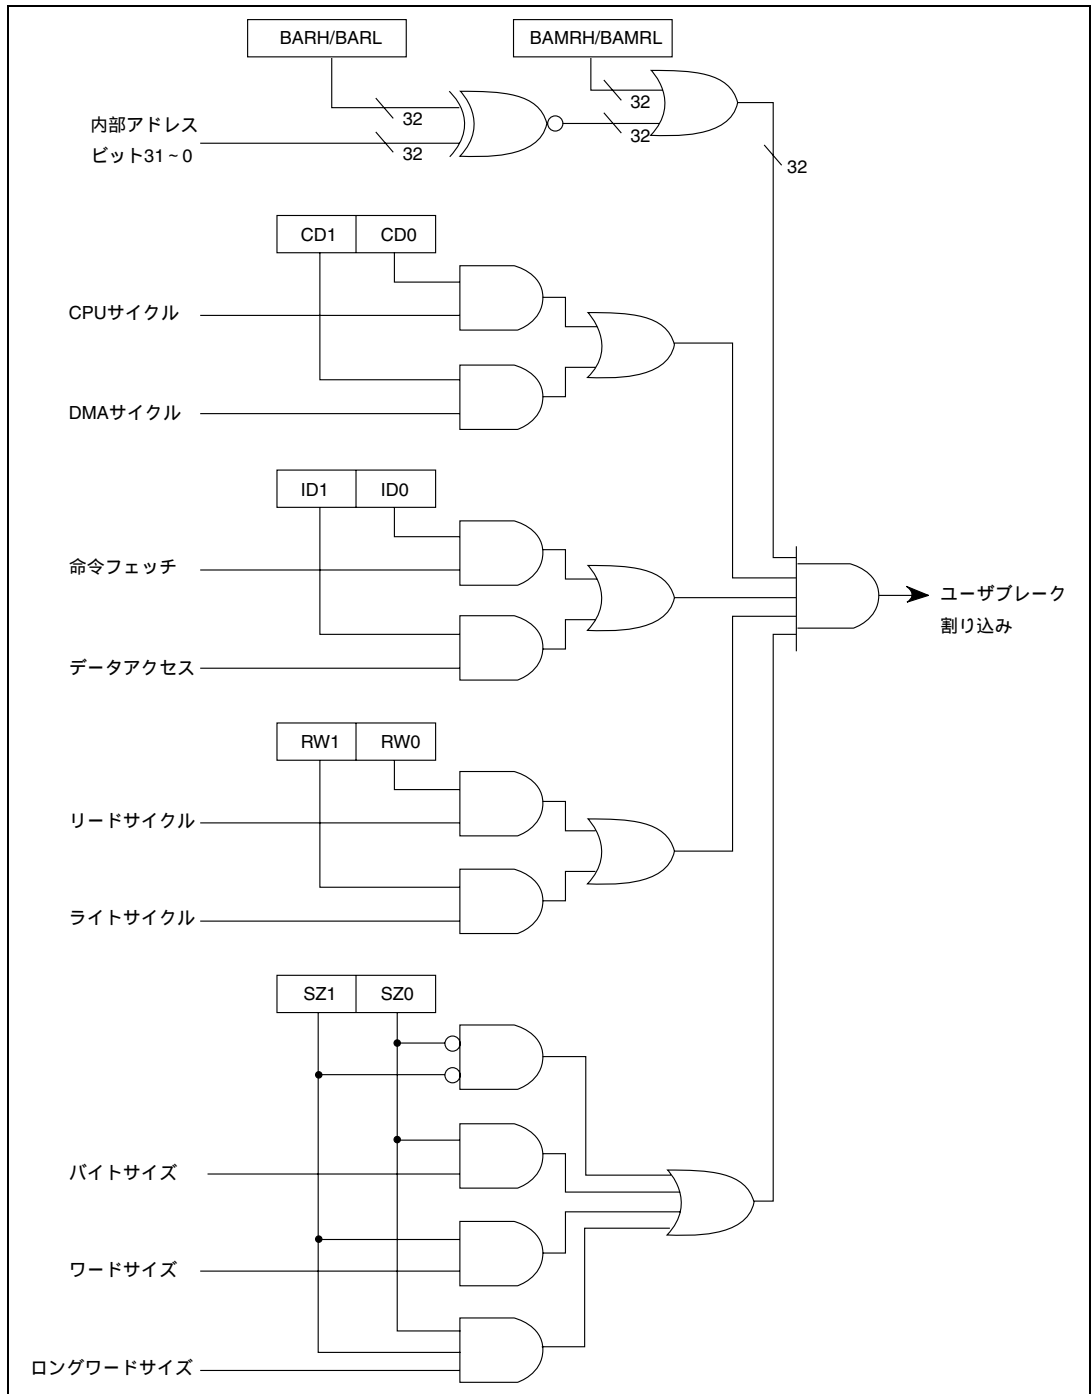 BARH/BARL
BAMRH/BAMRL
32
32
32
32
32
内部アドレス
ビット31~0
CD1
CD0
CPUサイクル
DMAサイクル
ID1
ID0
命令フェッチ
データアクセス
ユーザブレーク
割り込み
RW1
RW0
リードサイクル
ライトサイクル
SZ1
SZ0
バイトサイズ
ワードサイズ
ロングワードサイズ